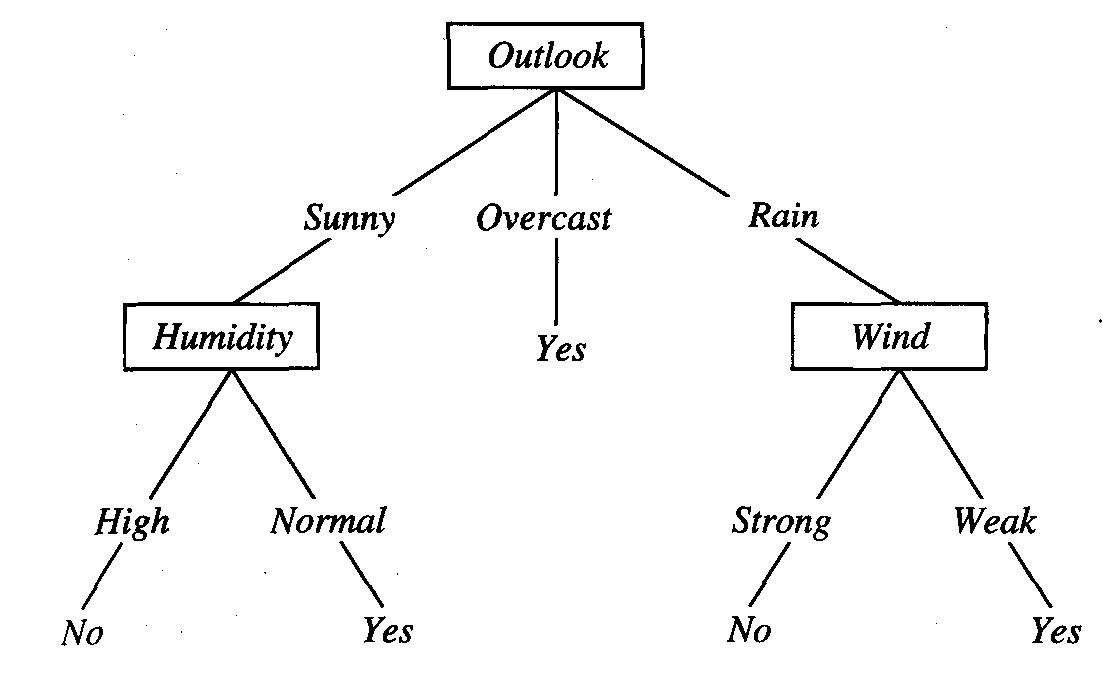 Outlook
Sunny Overcast Rain
Humidity Yes Wind
High Normal Strong Weak
No Yes No Yes